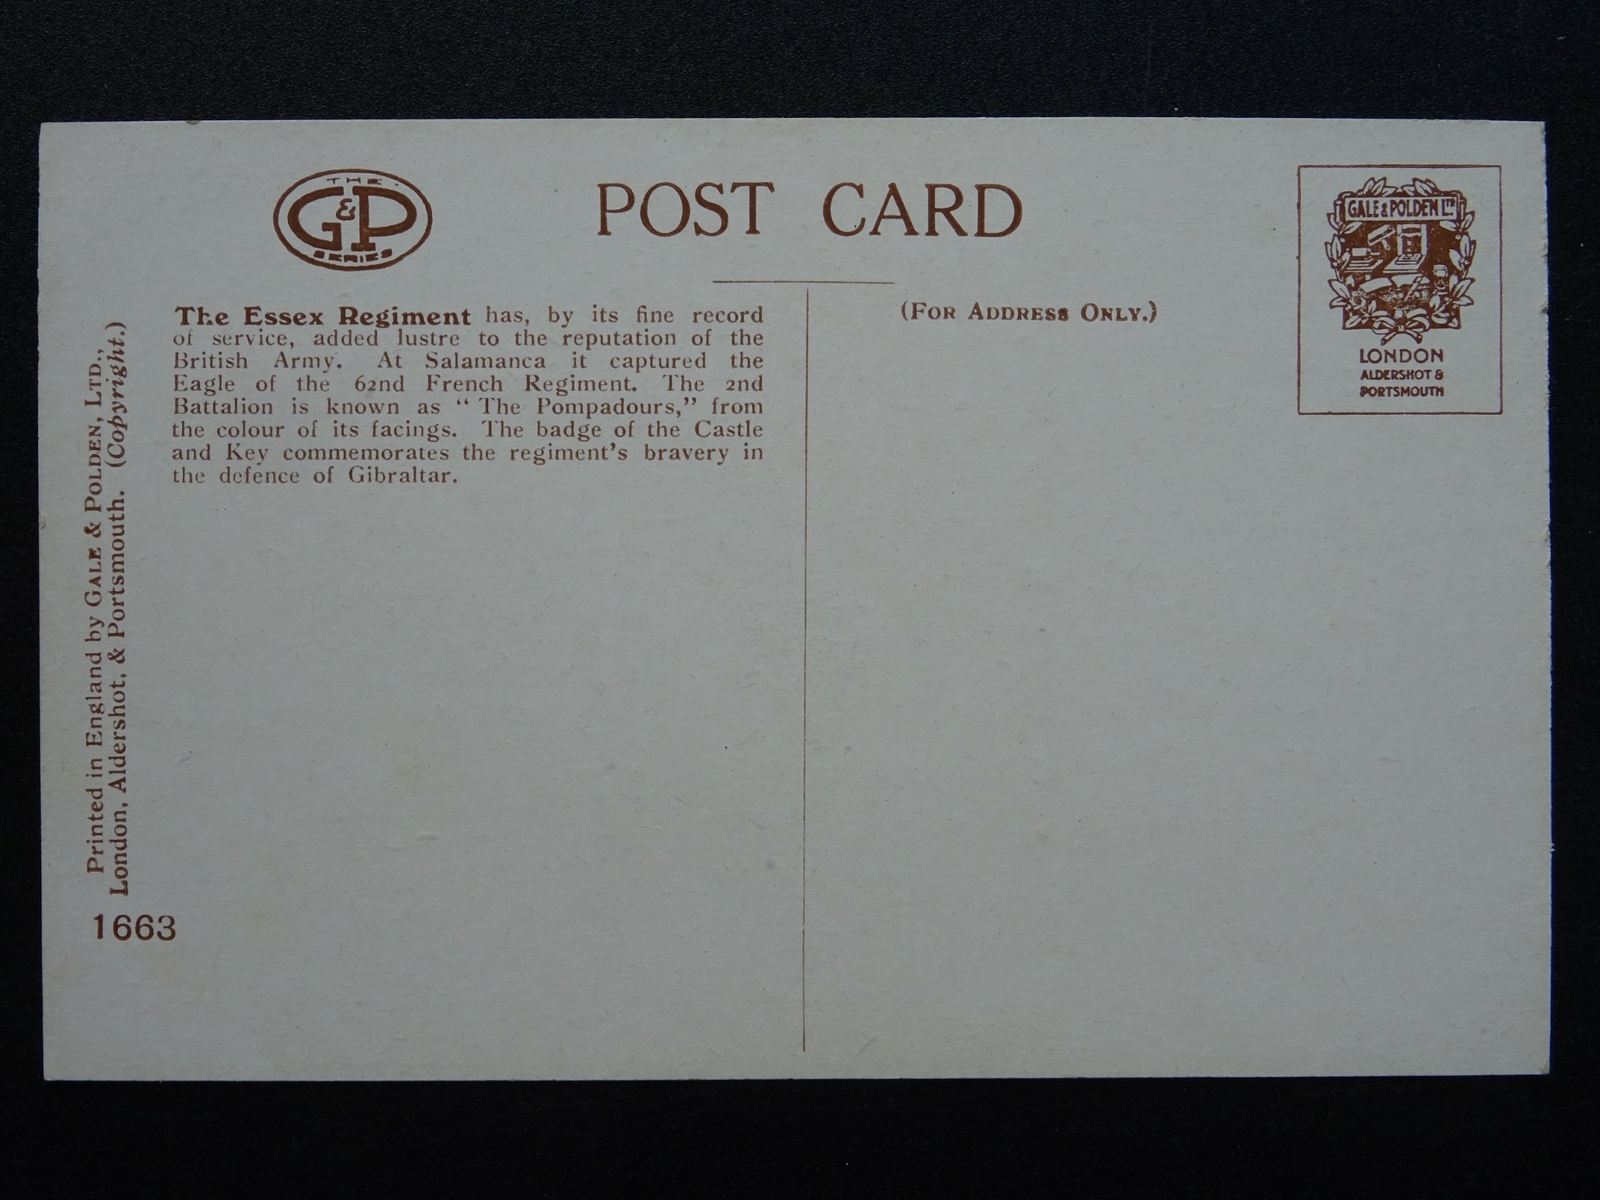 THE
G&P
SERIES
POST CARD
GALE & POLDEN LTD
LONDON
ALDERSHOT &
PORTSMOUTH
The Essex Regiment has, by its fine record
of service, added lustre to the reputation of the
British Army. At Salamanca it captured the
Eagle of the 62nd French Regiment. The 2nd
Battalion is known as “ The Pompadours,” from
the colour of its facings. The badge of the Castle
and Key commemorates the regiment's bravery in
the defence of Gibraltar.
(FOR ADDRESS ONLY.)
Printed in England by GALE & POLDEN, LTD.,
London, Aldershot, & Portsmouth. (Copyright.)
1663